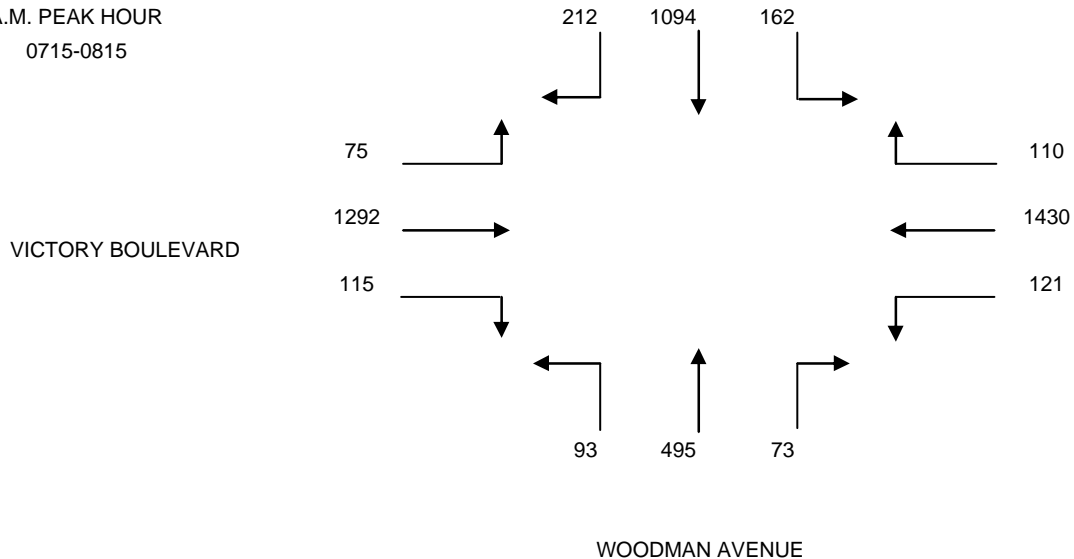 .M. PEAK HOUR
0715-0815
212 1094 162
75 110
1292 1430
VICTORY BOULEVARD
115 121
93 495 73
WOODMAN AVENUE